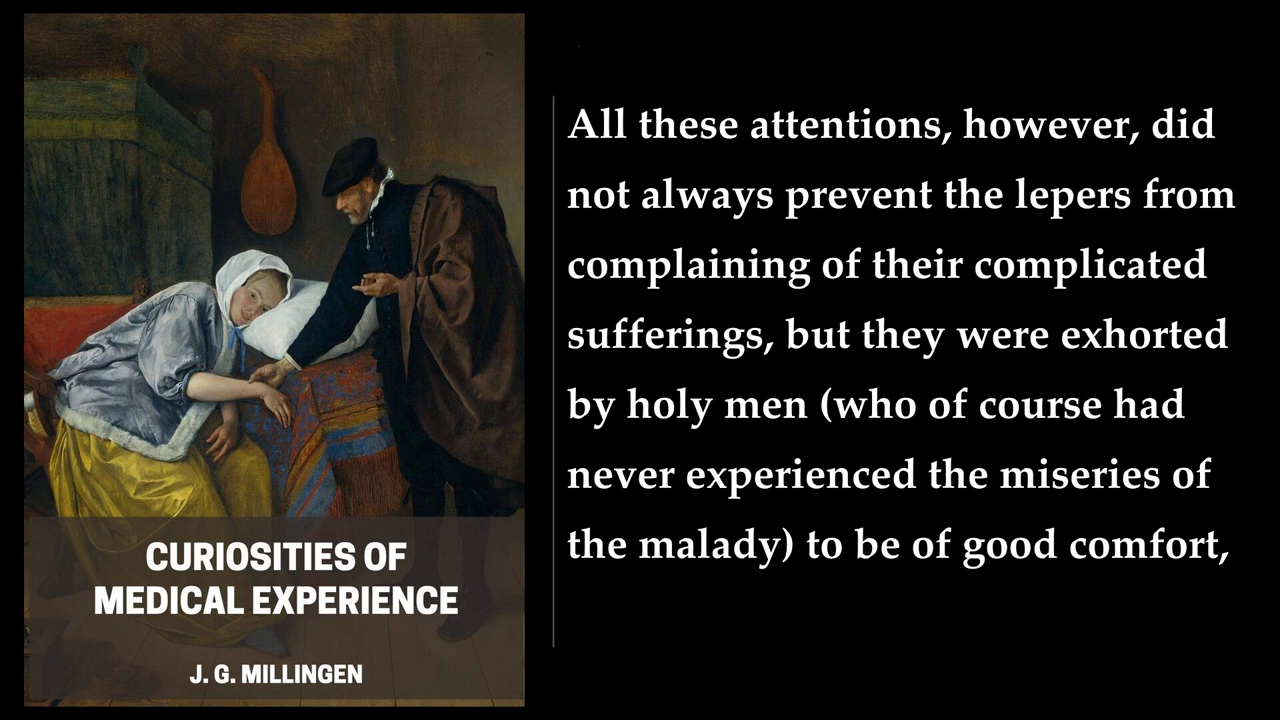 CURIOSITIES OF
MEDICAL EXPERIENCE
J. G. MILLINGEN
All these attentions, however, did
not always prevent the lepers from
complaining of their complicated
sufferings, but they were exhorted
by holy men (who of course had
never experienced the miseries of
the malady) to be of good comfort,